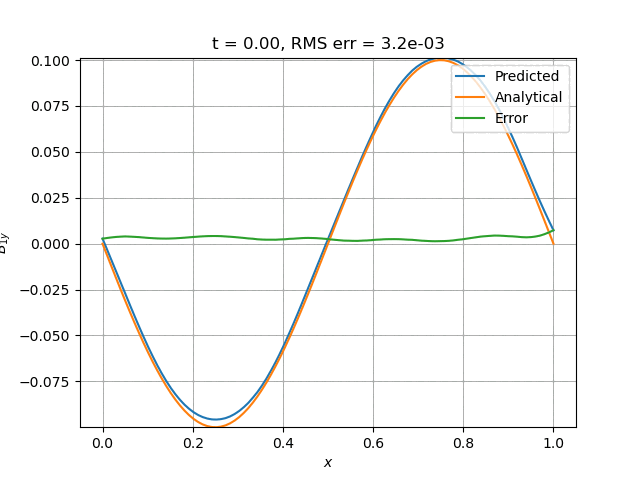 t = 0.00, RMS err = 3.2e-03
0.100
0.075
0.050
0.025
0.000
−0.025
−0.050
−0.075
B1y
Predicted
Analytical
Error
0.0 0.2 0.4 0.6 0.8 1.0
x